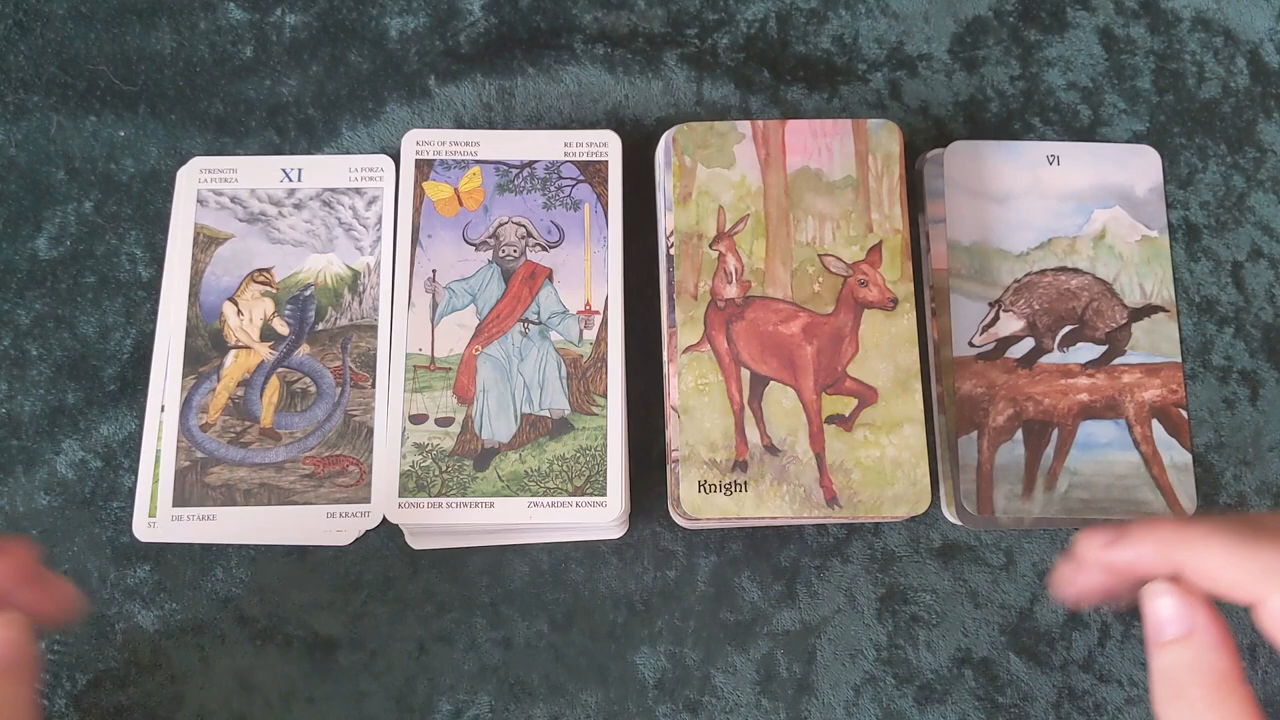 STRENGTH
LA FUERZA
XI
LA FORZA
LA FORCE
ST.
DIE STÄRKE
DE KRACHT
KING OF SWORDS
REY DE ESPADAS
RE DI SPADE
ROI D'ÉPÉES
KÖNIG DER SCHWERTER
ZWAARDEN KONING
Knight
VI